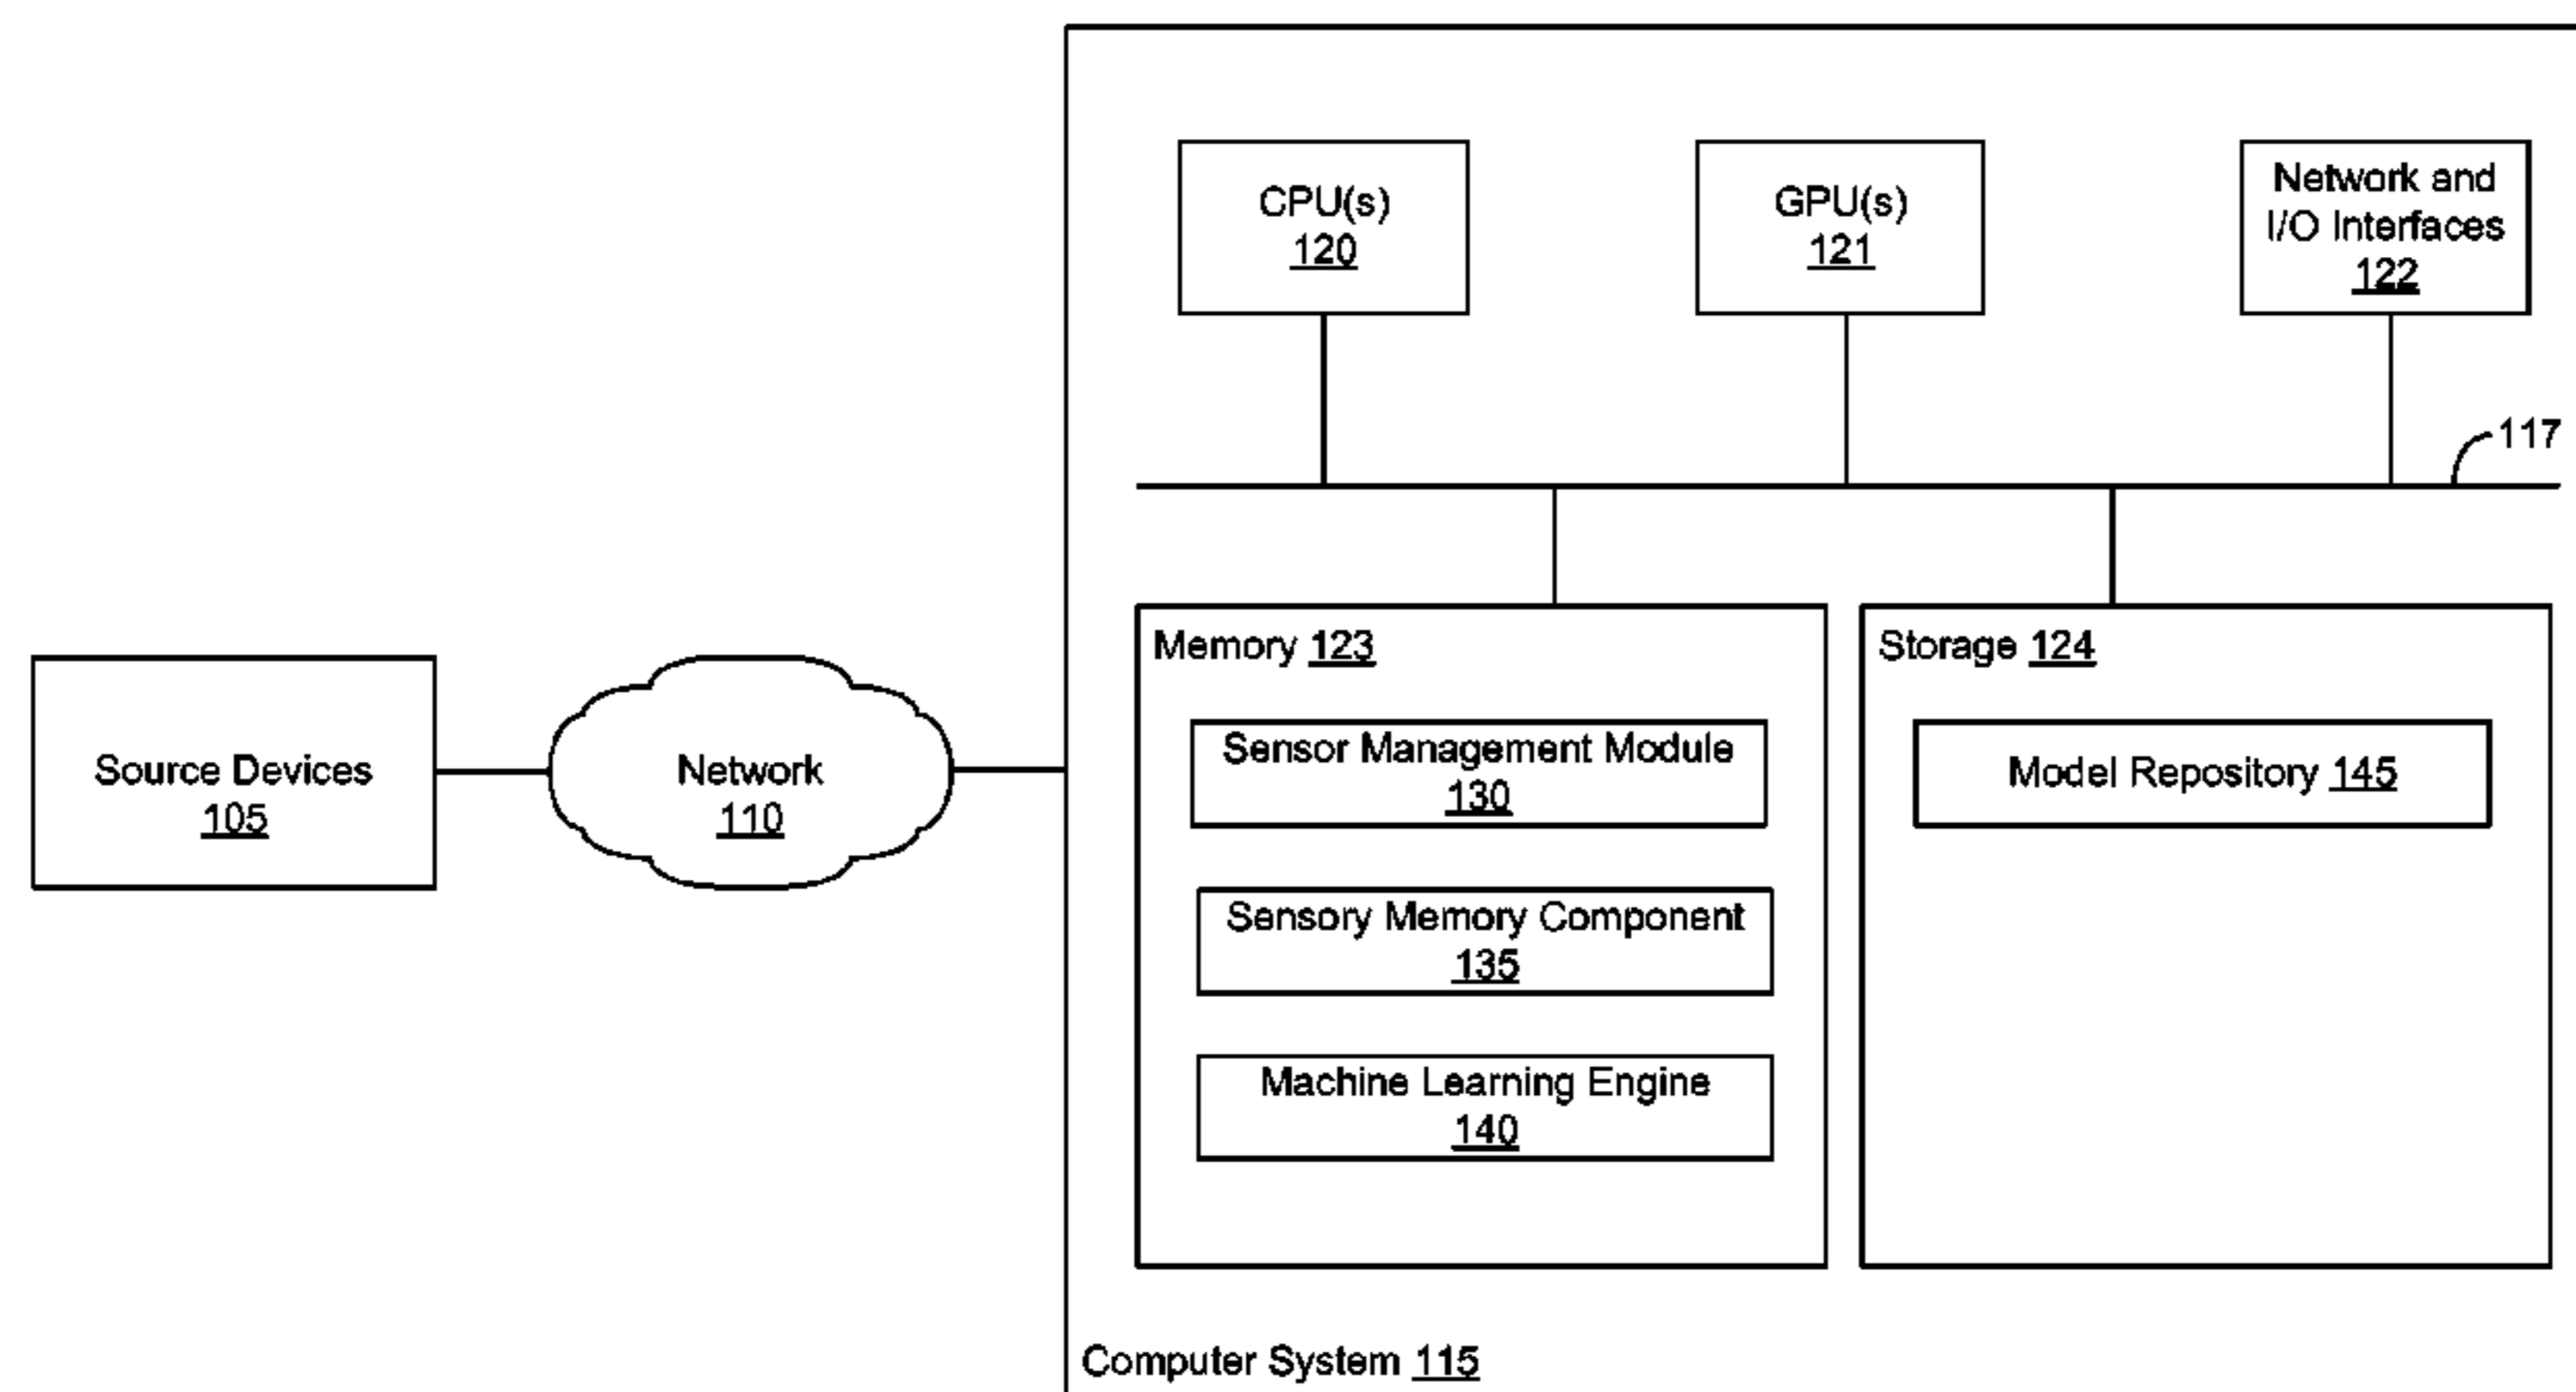 CPU(s)
120
GPU(s)
121
Network and
I/O Interfaces
122
117
Memory 123
Sensor Management Module
130
Sensory Memory Component
135
Machine Learning Engine
140
Storage 124
Model Repository 145
Source Devices
105
Network
110
Computer System 115